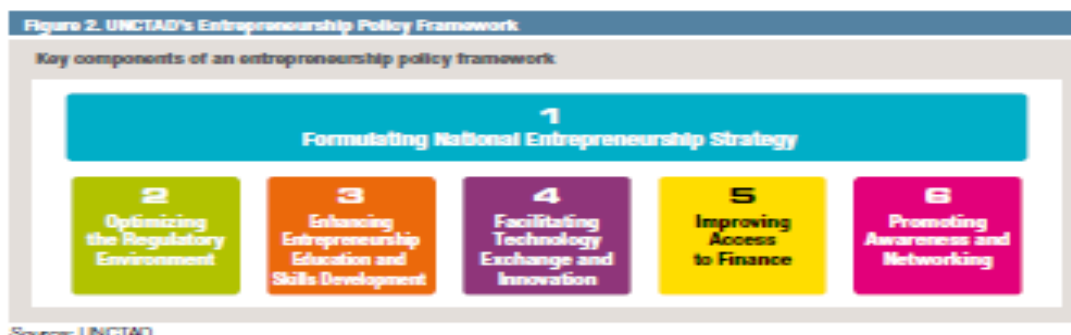 Figure 2. UNCTAD's Entrepreneurship Policy Framework
Key components of an entrepreneurship policy framework
1
Formulating National Entrepreneurship Strategy
2
Optimizing
the Regulatory
Environment
3
Enhancing
Entrepreneurship
Education and
Skills Development
4
Facilitating
Technology
Exchange and
Innovation
5
Improving
Access
to Finance
6
Promoting
Awareness and
Networking
Source: UNCTAD